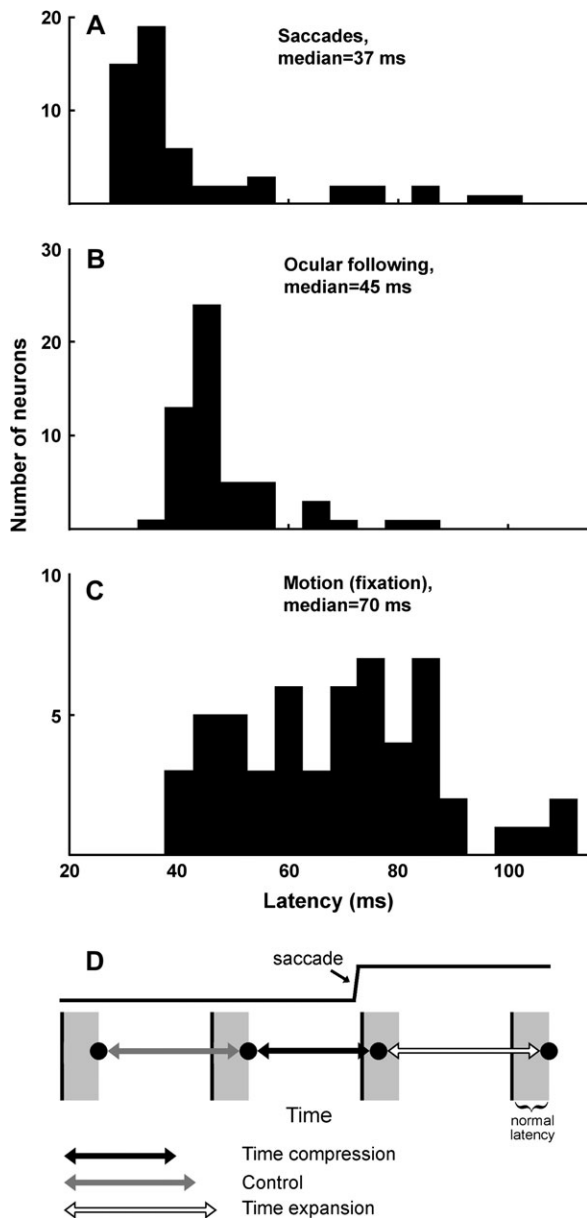 20
A
Saccades,
median=37 ms
10
30
B
Ocular following,
median=45 ms
20
10
Number of neurons
10
C
Motion (fixation),
median=70 ms
5
20 40 60 80 100
Latency (ms)
D
saccade
Time
normal
latency
Time compression
Control
Time expansion